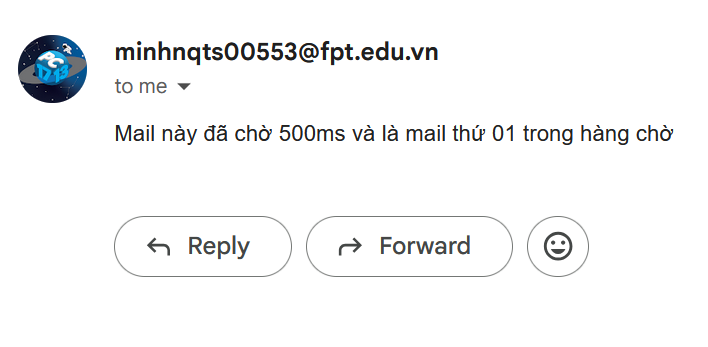 minhnqts00553@fpt.edu.vn
to me
Mail này đã chờ 500ms và là mail thứ 01 trong hàng chờ
Reply
Forward